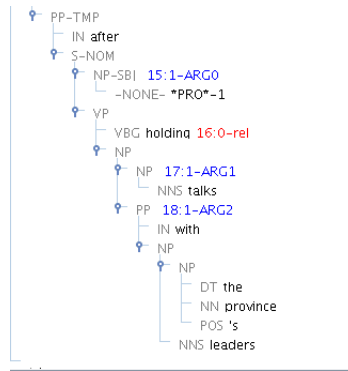 PP-TMP
IN after
S-NOM
NP-SBJ 15:1-ARG0
-NONE- *PRO*-1
VP
VBG holding 16:0-rel
NP
NP 17:1-ARG1
NNS talks
PP 18:1-ARG2
IN with
NP
NP
DT the
NN province
POS 's
NNS leaders